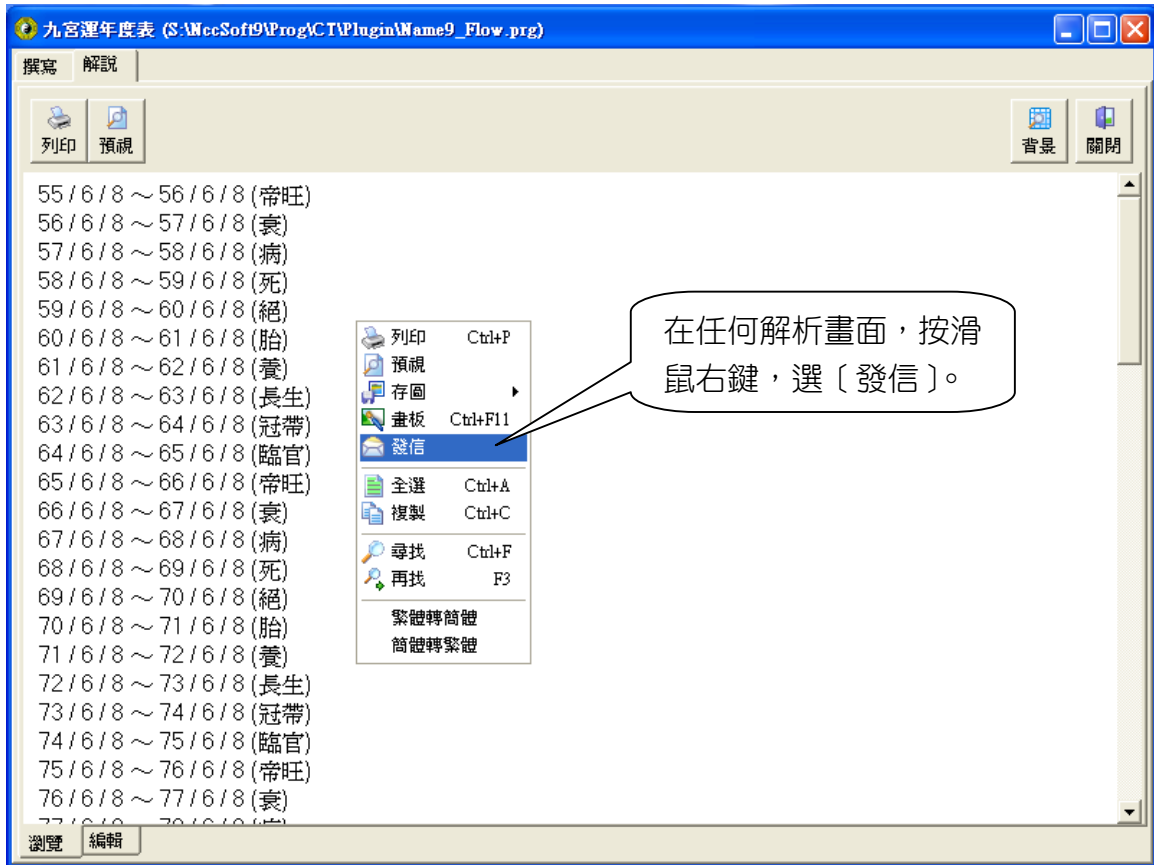 九宮運年度表 (S:\NccSoft9\Prog\CT\Plugin\Name9_Flow.prg)
撰寫 解説
列印 預視 背景 關閉
55/6/8～56/6/8(帝旺)
56/6/8～57/6/8(衰)
57/6/8～58/6/8(病)
58/6/8～59/6/8(死)
59/6/8～60/6/8(絕)
60/6/8～61/6/8(胎)
61/6/8～62/6/8(養)
62/6/8～63/6/8(長生)
63/6/8～64/6/8(冠帶)
64/6/8～65/6/8(臨官)
65/6/8～66/6/8(帝旺)
66/6/8～67/6/8(衰)
67/6/8～68/6/8(病)
68/6/8～69/6/8(死)
69/6/8～70/6/8(絕)
70/6/8～71/6/8(胎)
71/6/8～72/6/8(養)
72/6/8～73/6/8(長生)
73/6/8～74/6/8(冠帶)
74/6/8～75/6/8(臨官)
75/6/8～76/6/8(帝旺)
76/6/8～77/6/8(衰)
列印 Ctrl+P
預視
存圖
畫板 Ctrl+F11
發信
全選 Ctrl+A
複製 Ctrl+C
尋找 Ctrl+F
再找 F3
繁體轉簡體
簡體轉繁體
在任何解析畫面，按滑
鼠右鍵，選〔發信〕。
瀏覽 編輯